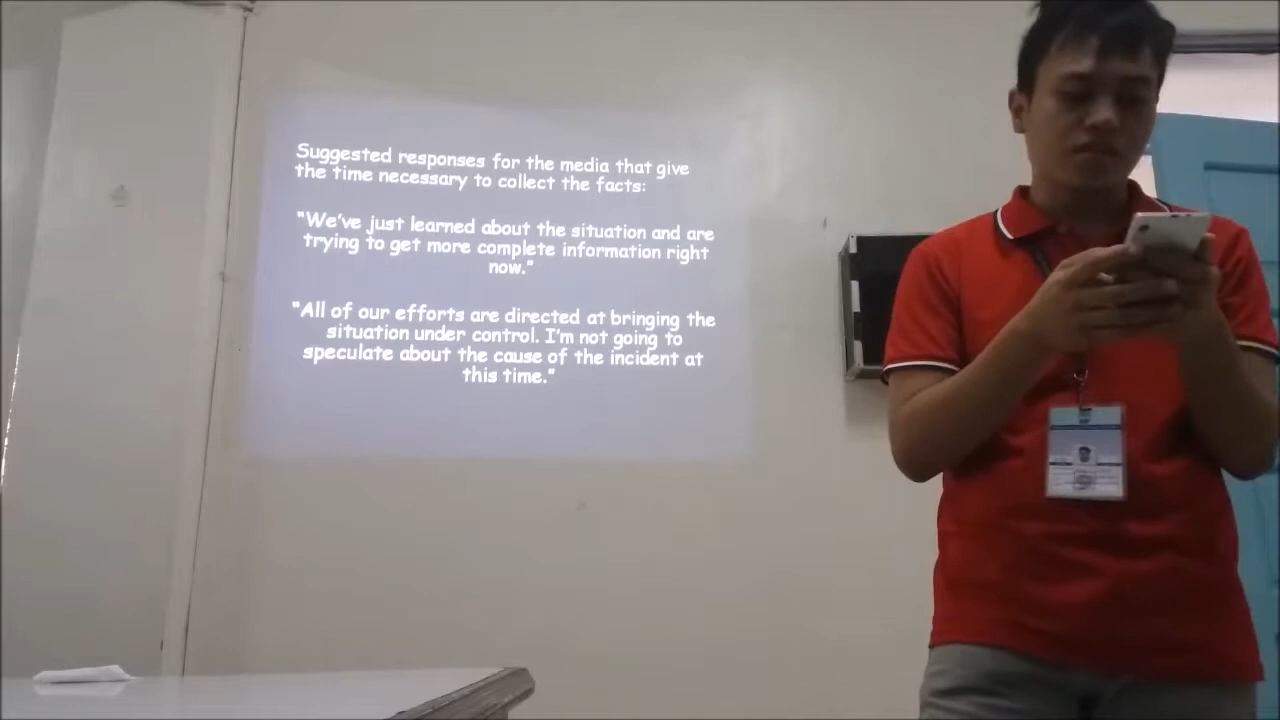 Suggested responses for the media that give
the time necessary to collect the facts:
"We've just learned about the situation and are
trying to get more complete information right
now."
"All of our efforts are directed at bringing the
situation under control. I'm not going to
speculate about the cause of the incident at
this time."